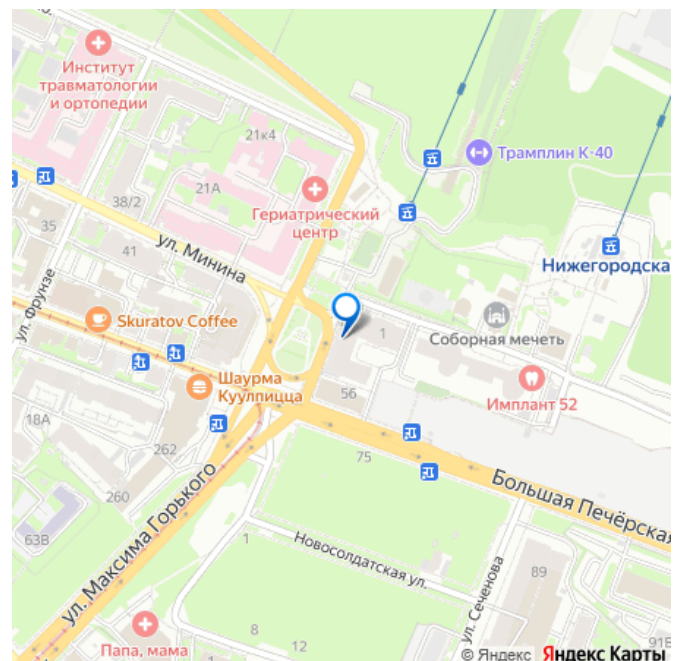 Институт
травматологии
и ортопедии
21к4
Трамплин К-40
38/2
21А
Гериатрический
центр
35
41
ул. Минина
Нижегородска
ул. Фрунзе
Skuratov Coffee
1
Соборная мечеть
Шаурма
Куулпицца
56
Имплант 52
18А
262
75
260
Большая Печёрская
63В
ул. Максима Горького
1
Новосолдатская ул.
ул. Сеченова
89
8
12
Папа, мама
91В
© Яндекс Яндекс Карты